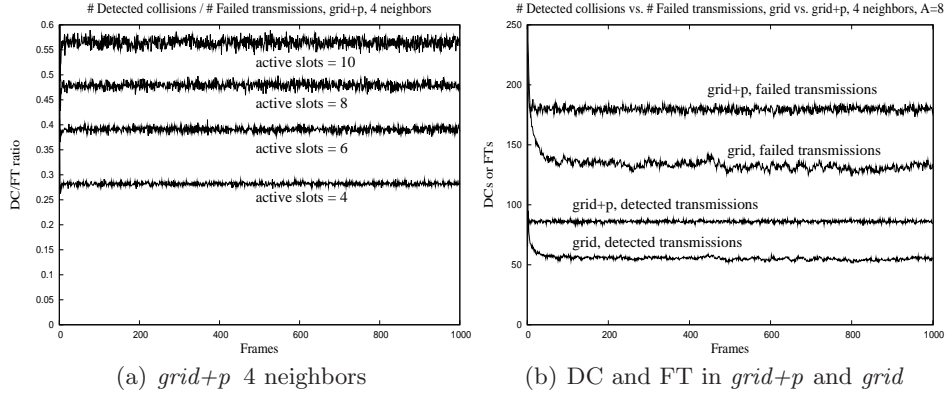 # Detected collisions / # Failed transmissions, grid+p, 4 neighbors
0.6
0.55
0.5
0.45
0.4
0.35
0.3
0.25
0.2
0.15
0.1
0.05
0
DC/FT ratio
active slots = 10
active slots = 8
active slots = 6
active slots = 4
0 200 400 600 800 1000
Frames
(a) grid+p 4 neighbors
# Detected collisions vs. # Failed transmissions, grid vs. grid+p, 4 neighbors, A=8
250
200
150
100
50
0
DCs or FTs
grid+p, failed transmissions
grid, failed transmissions
grid+p, detected transmissions
grid, detected transmissions
0 200 400 600 800 1000
Frames
(b) DC and FT in grid+p and grid